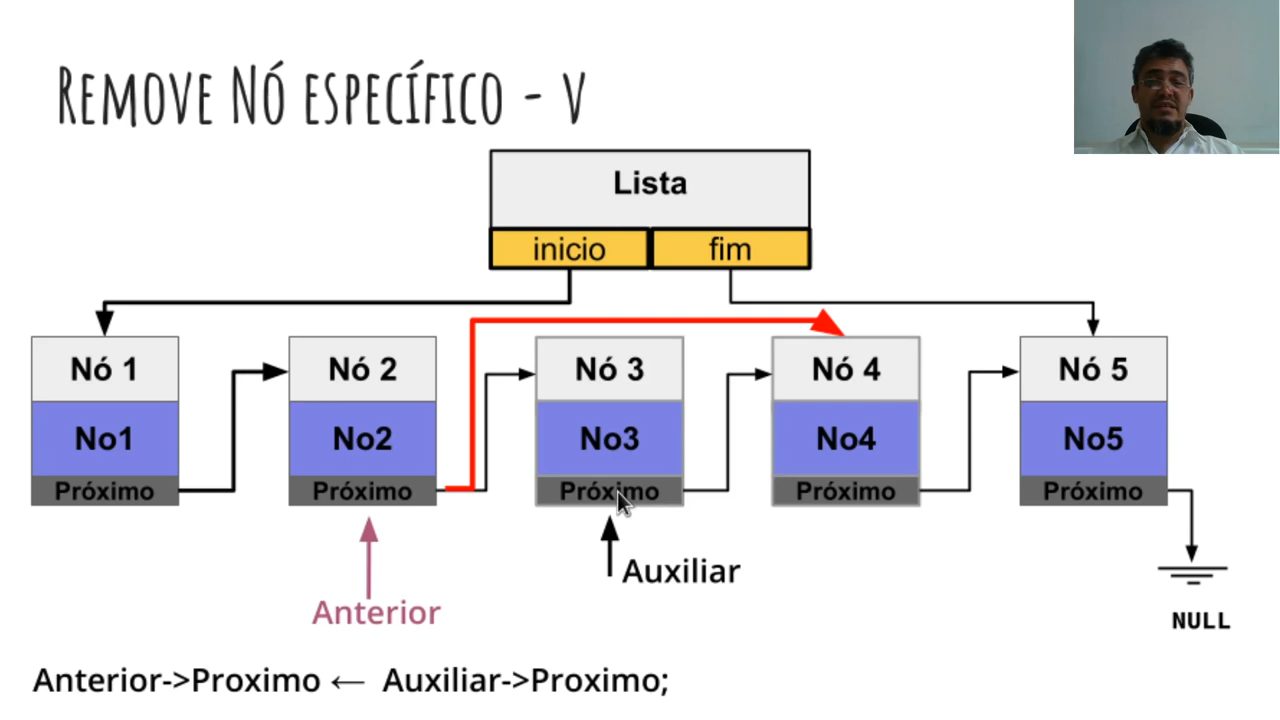 Remove Nó específico - V
Lista
inicio fim
Nó 1 Nó 2 Nó 3 Nó 4 Nó 5
No1 No2 No3 No4 No5
Próximo Próximo Próximo Próximo Próximo
Auxiliar
Anterior
NULL
Anterior->Proximo ← Auxiliar->Proximo;